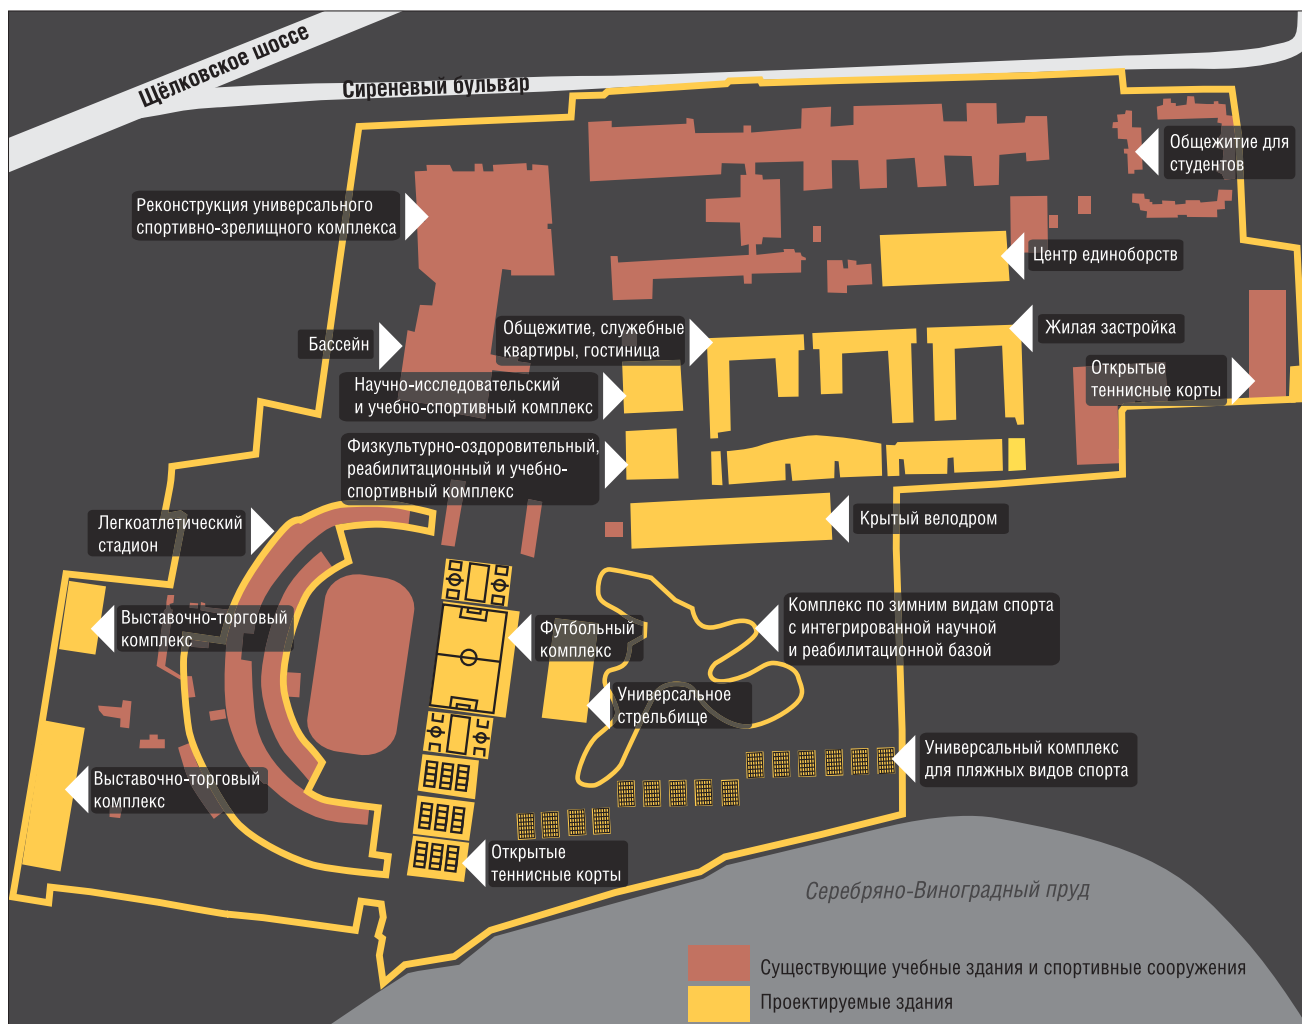 Щёлковское шоссе
Сиреневый бульвар
Общежитие для
студентов
Реконструкция универсального
спортивно-зрелищного комплекса
Центр единоборств
Общежитие, служебные
квартиры, гостиница
Жилая застройка
Бассейн
Открытые
теннисные корты
Научно-исследовательский
и учебно-спортивный комплекс
Физкультурно-оздоровительный,
реабилитационный и учебно-
спортивный комплекс
Легкоатлетический
стадион
Крытый велодром
Выставочно-торговый
комплекс
Футбольный
комплекс
Комплекс по зимним видам спорта
с интегрированной научной
и реабилитационной базой
Универсальное
стрельбище
Универсальный комплекс
для пляжных видов спорта
Выставочно-торговый
комплекс
Открытые
теннисные корты
Серебряно-Виноградный пруд
Существующие учебные здания и спортивные сооружения
Проектируемые здания